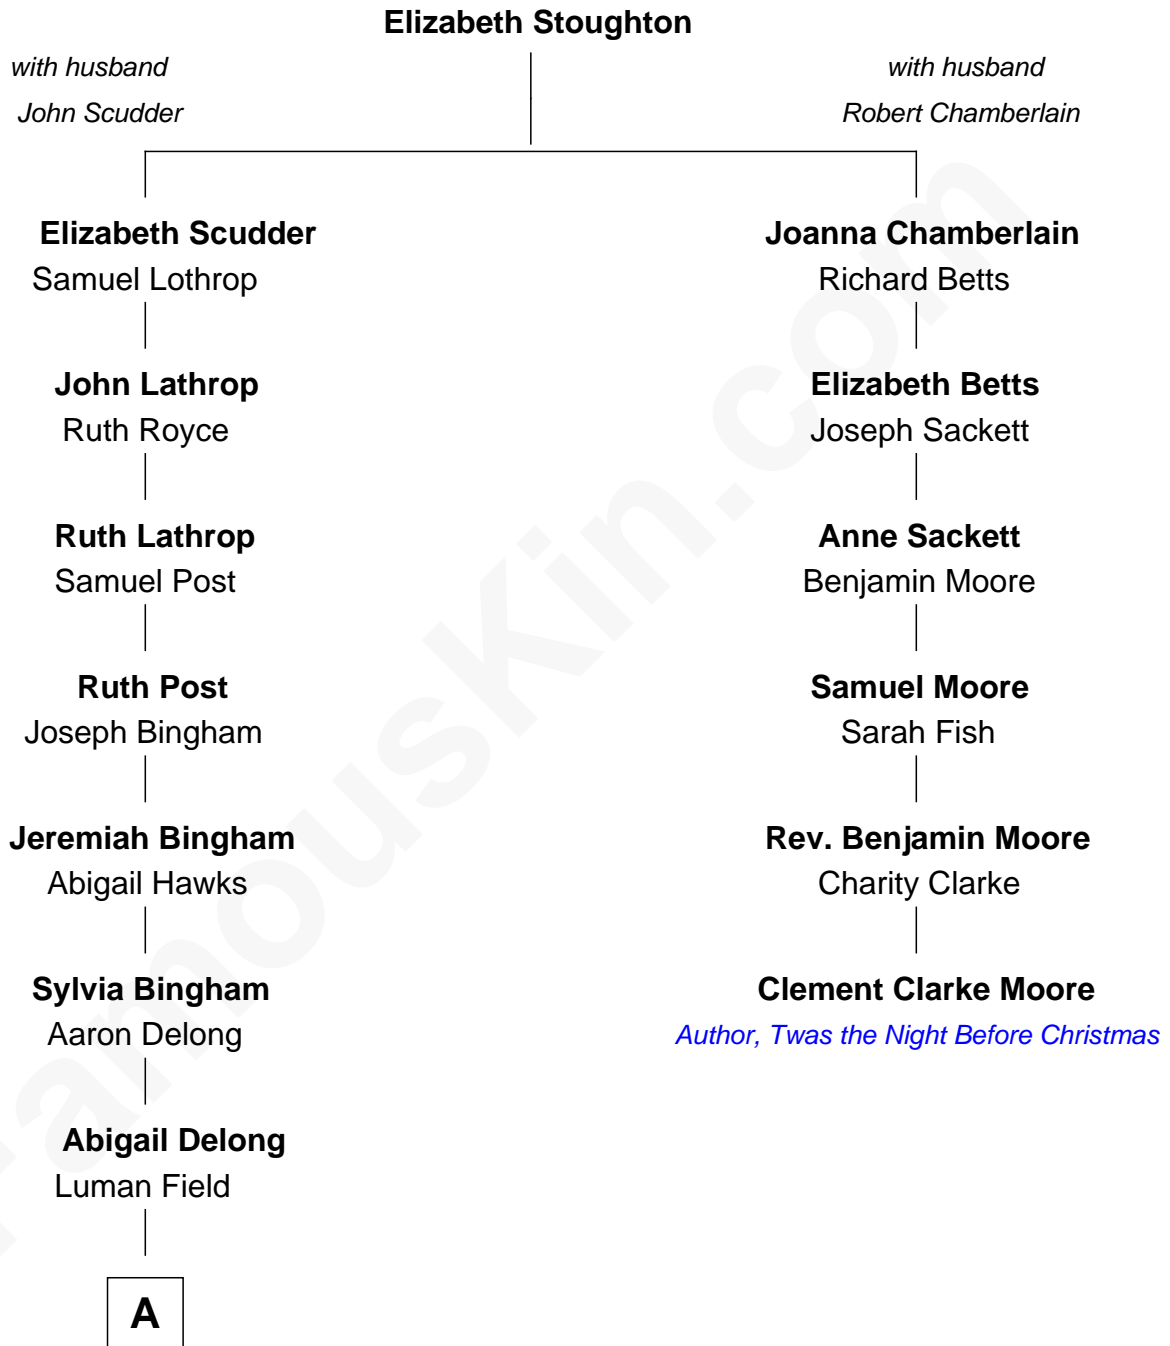 Elizabeth Stoughton
with husband
John Scudder
with husband
Robert Chamberlain
Elizabeth Scudder
Samuel Lothrop
John Lathrop
Ruth Royce
Ruth Lathrop
Samuel Post
Ruth Post
Joseph Bingham
Jeremiah Bingham
Abigail Hawks
Sylvia Bingham
Aaron Delong
Abigail Delong
Luman Field
A
Joanna Chamberlain
Richard Betts
Elizabeth Betts
Joseph Sackett
Anne Sackett
Benjamin Moore
Samuel Moore
Sarah Fish
Rev. Benjamin Moore
Charity Clarke
Clement Clarke Moore
Author, Twas the Night Before Christmas
FamousKin.com